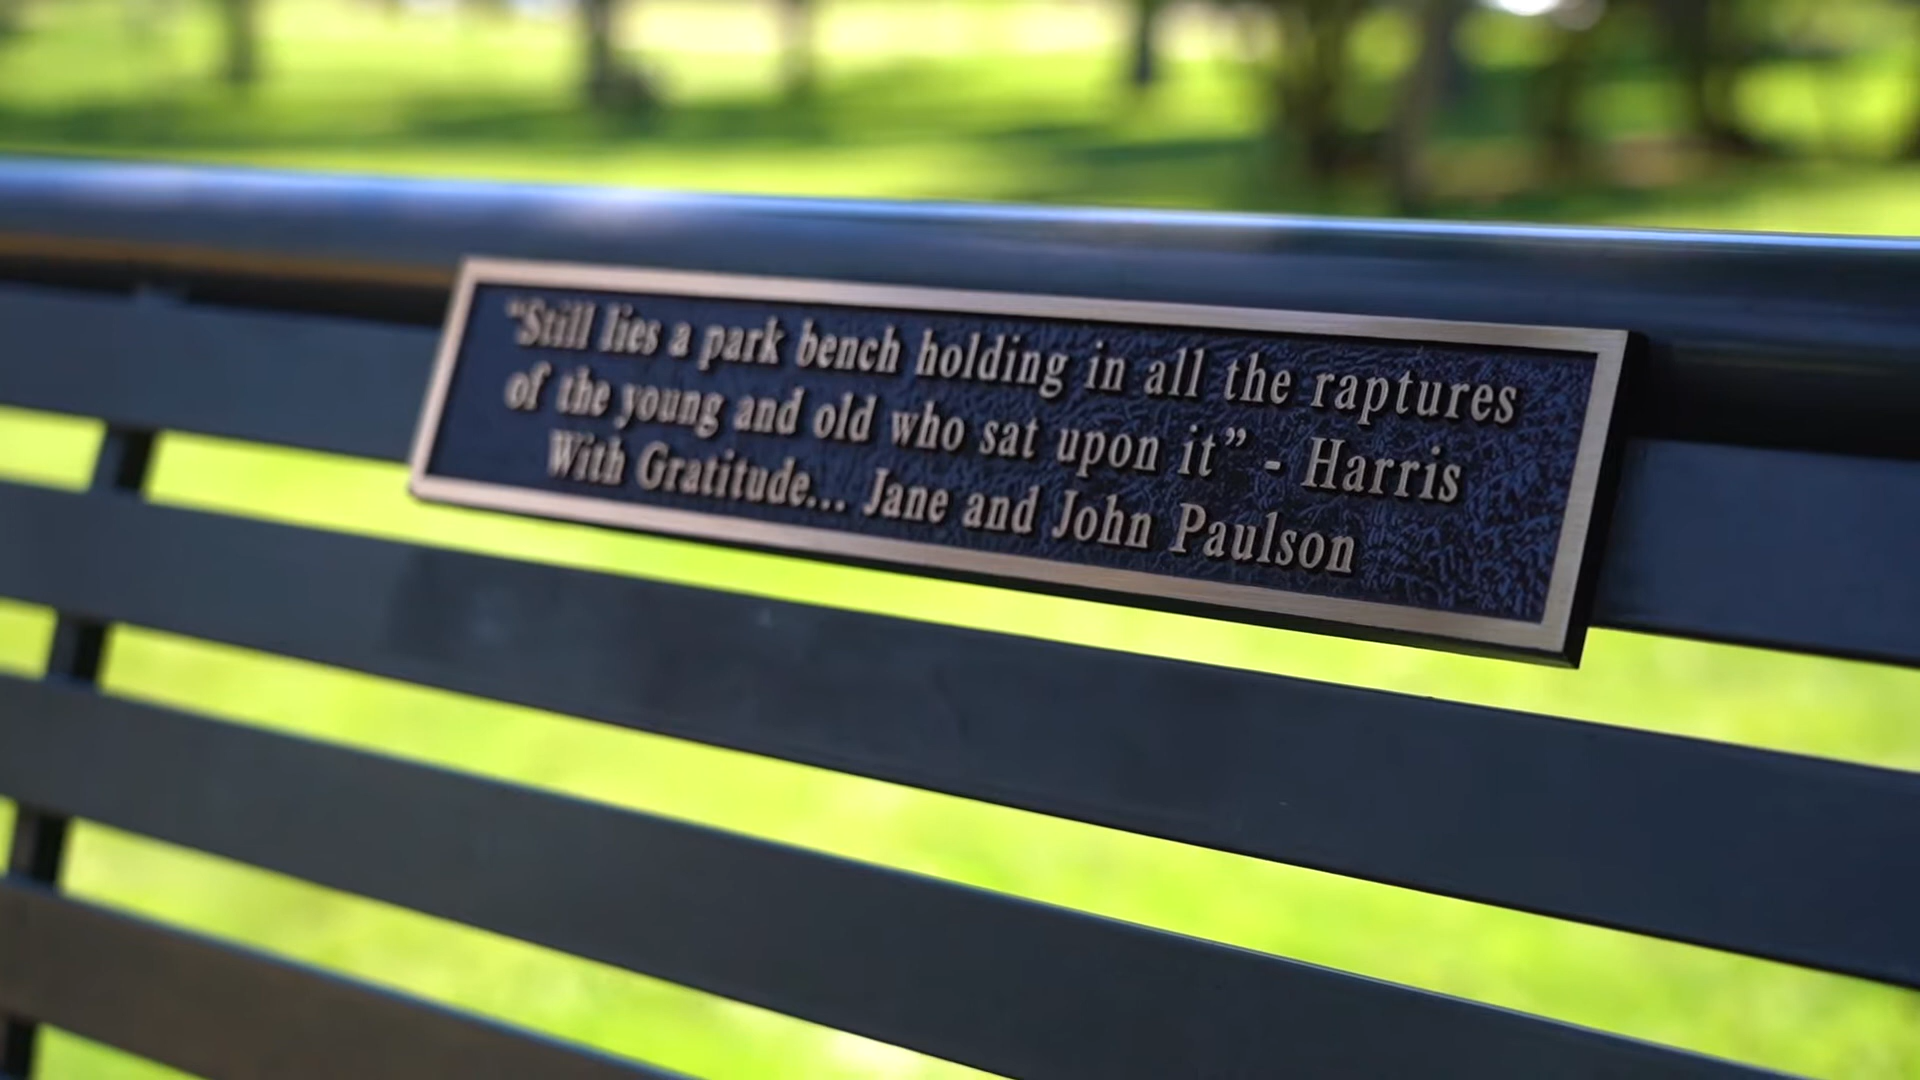 “Still lies a park bench holding in all the raptures
of the young and old who sat upon it” - Harris
With Gratitude... Jane and John Paulson